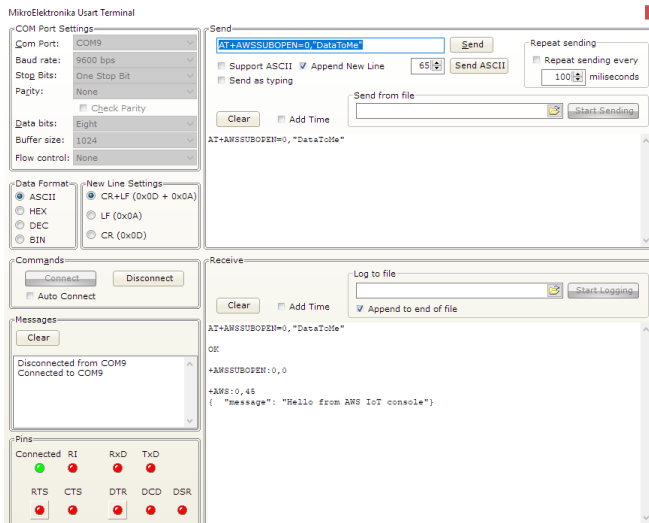 MikroElektronika Usart Terminal
COM Port Settings
Com Port: COM9
Baud rate: 9600 bps
Stop Bits: One Stop Bit
Parity: None
Check Parity
Data bits: Eight
Buffer size: 1024
Flow control: None
Data Format
ASCII
HEX
DEC
BIN
New Line Settings
CR+LF (0x0D + 0x0A)
LF (0x0A)
CR (0x0D)
Commands
Connect Disconnect
Auto Connect
Messages
Clear
Disconnected from COM9
Connected to COM9
Pins
Connected RI RxD TxD
RTS CTS DTR DCD DSR
Send
AT+AWSSUBOPEN=0,"DataToMe" Send
Support ASCII Append New Line 65 Send ASCII
Send as typing
Repeat sending
Repeat sending every
100 miliseconds
Send from file
Start Sending
Clear Add Time
AT+AWSSUBOPEN=0,"DataToMe"
Receive
Log to file
Start Logging
Clear Add Time Append to end of file
AT+AWSSUBOPEN=0,"DataToMe"
OK
+AWSSUBOPEN:0,0
+AWS:0,45
{ "message": "Hello from AWS IoT console"}